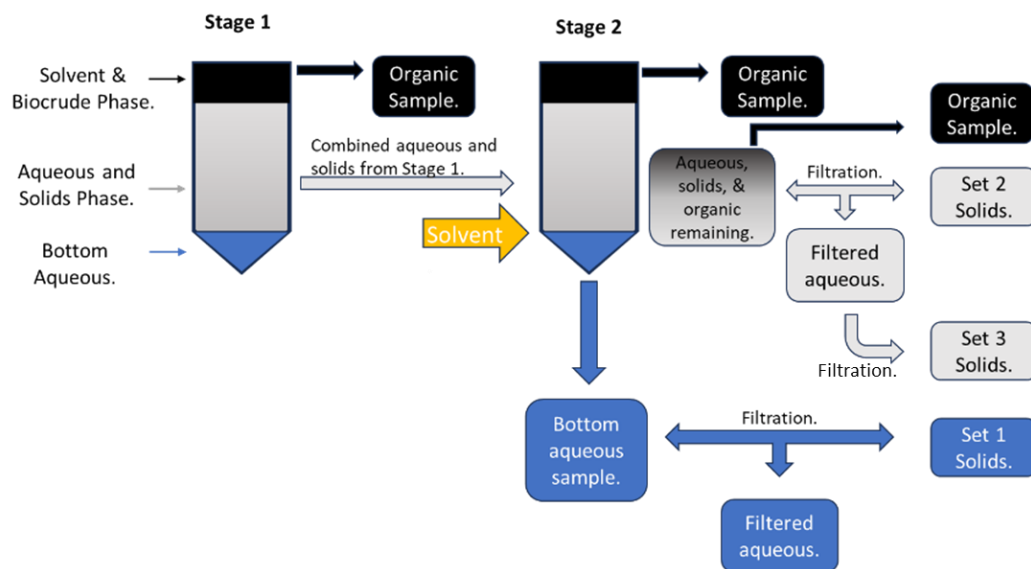 Stage 1
Stage 2
Solvent &
Biocrude Phase.
Organic
Sample.
Organic
Sample.
Organic
Sample.
Combined aqueous and
solids from Stage 1.
Aqueous and
Solids Phase.
Aqueous,
solids, &
organic
remaining.
Filtration.
Set 2
Solids.
Solvent
Bottom
Aqueous.
Filtered
aqueous.
Set 3
Solids.
Filtration.
Bottom
aqueous
sample.
Filtration.
Set 1
Solids.
Filtered
aqueous.